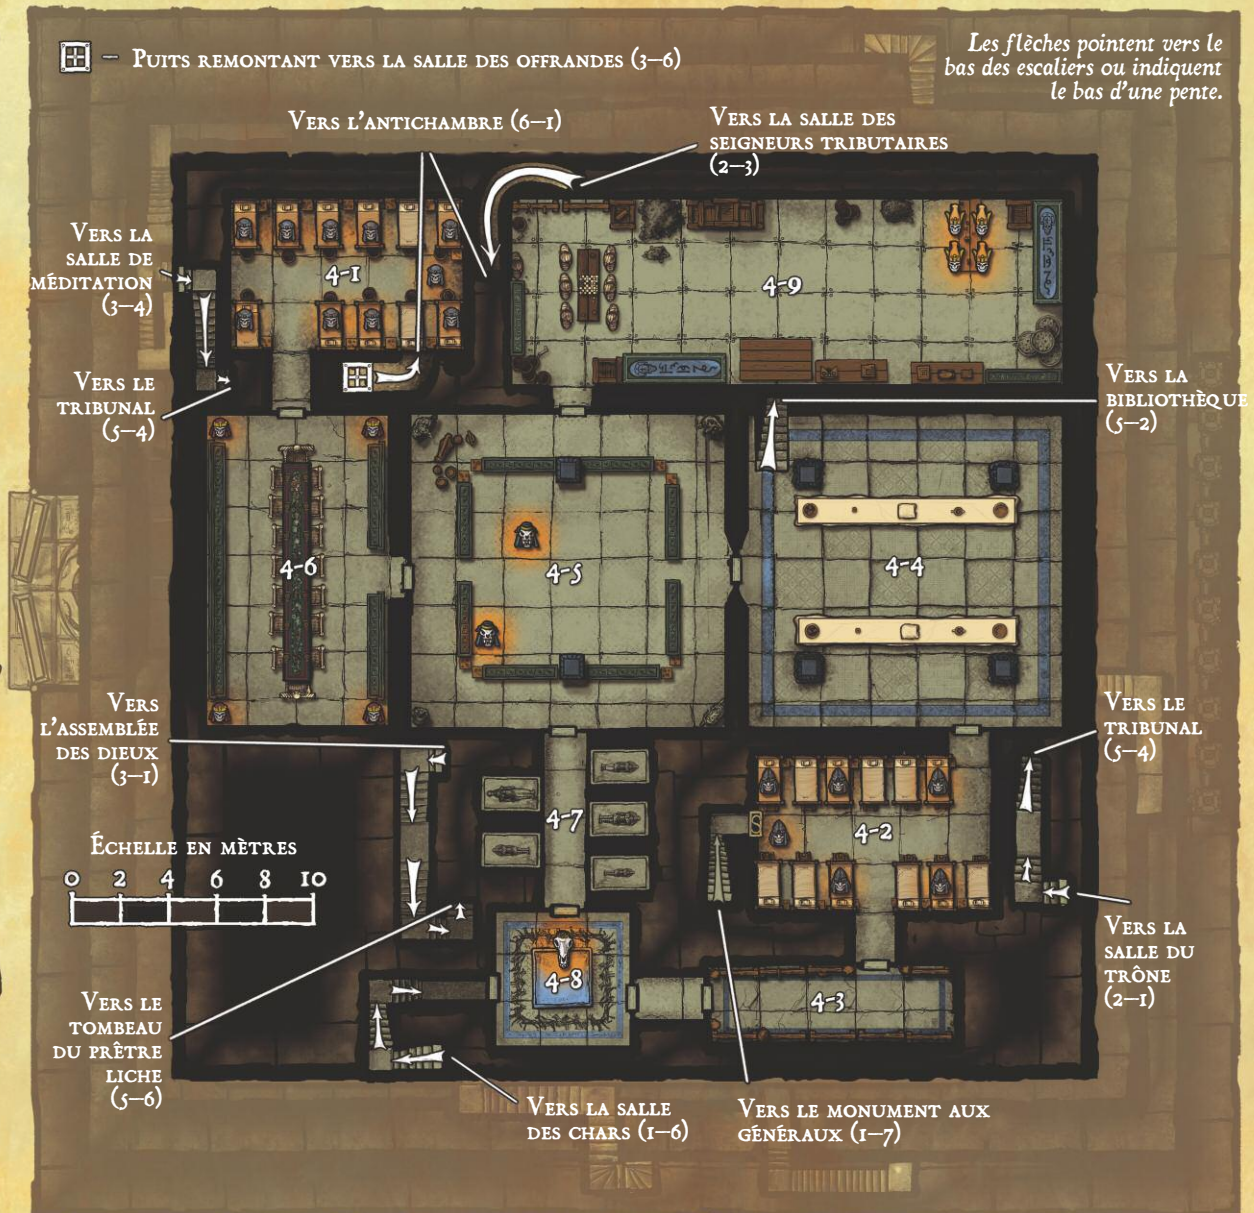 – Puits remontant vers la salle des offrandes (3–6)
Les flèches pointent vers le
bas des escaliers ou indiquent
le bas d'une pente.
Vers l'antichambre (6–1)
Vers la salle des
seigneurs tributaires
(2–3)
Vers la
salle de
méditation
(3–4)
4-1
4-9
Vers le
tribunal
(5–4)
Vers la
bibliothèque
(5–2)
4-6
4-5
4-4
Vers
l'assemblée
des dieux
(3–1)
Vers le
tribunal
(5–4)
4-7
4-2
S
Échelle en mètres
0 2 4 6 8 10
Vers la
salle du
trône
(2–1)
4-8
4-3
Vers le
tombeau
du prêtre
liche
(5–6)
Vers la salle
des chars (1–6)
Vers le monument aux
généraux (1–7)